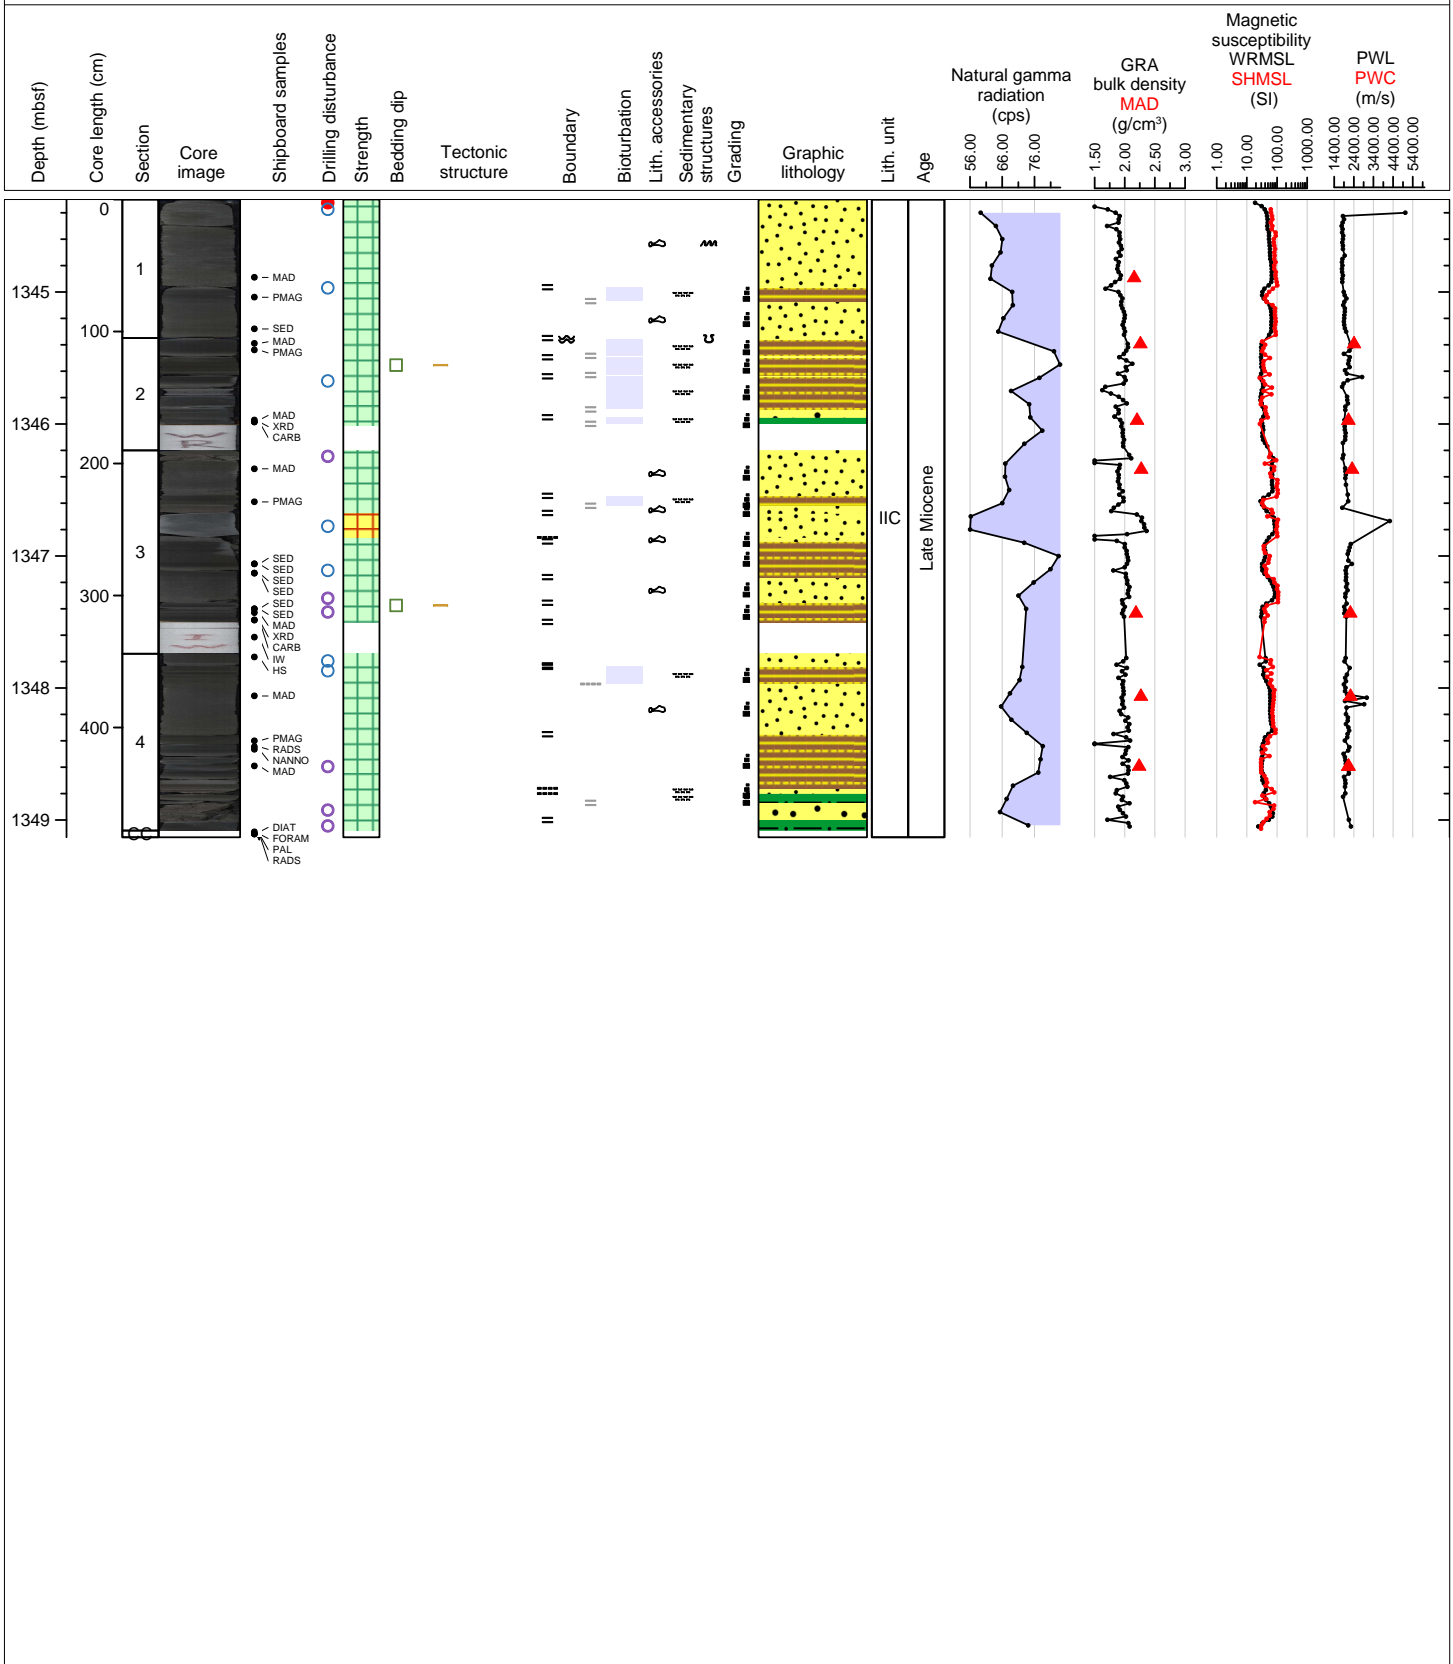 Depth (mbsf)
Core length (cm)
Section
Core
image
Shipboard samples
Drilling disturbance
Strength
Bedding dip
Tectonic
structure
Boundary
Bioturbation
Lith. accessories
Sedimentary
structures
Grading
Graphic
lithology
Lith. unit
Age
Natural gamma
radiation
(cps)
56.00
66.00
76.00
GRA
bulk density
MAD
(g/cm³)
1.50
2.00
2.50
3.00
Magnetic
susceptibility
WRMSL
SHMSL
(SI)
1.00
10.00
100.00
1000.00
PWL
PWC
(m/s)
1400.00
2400.00
3400.00
4400.00
5400.00
1345
1346
1347
1348
1349
0
100
200
300
400
1
2
3
4
CC
MAD
PMAG
SED
MAD
PMAG
MAD
XRD
CARB
MAD
PMAG
SED
SED
SED
SED
SED
SED
MAD
XRD
CARB
IW
HS
MAD
PMAG
RADS
NANNO
MAD
DIAT
FORAM
PAL
RADS
IIC
Late Miocene